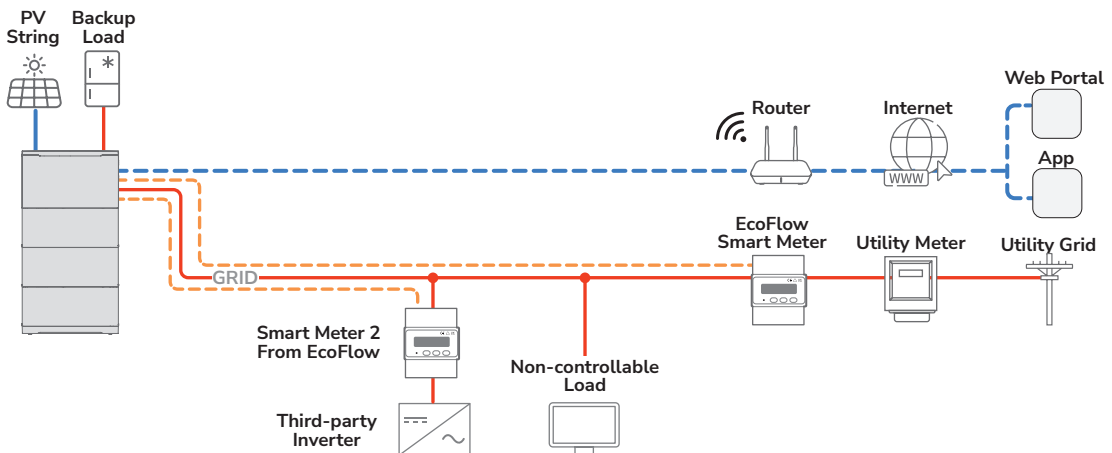 PV
String
Backup
Load
Router
Internet
WWW
Web Portal
App
EcoFlow
Smart Meter
Utility Meter
Utility Grid
GRID
Smart Meter 2
From EcoFlow
Non-controllable
Load
Third-party
Inverter